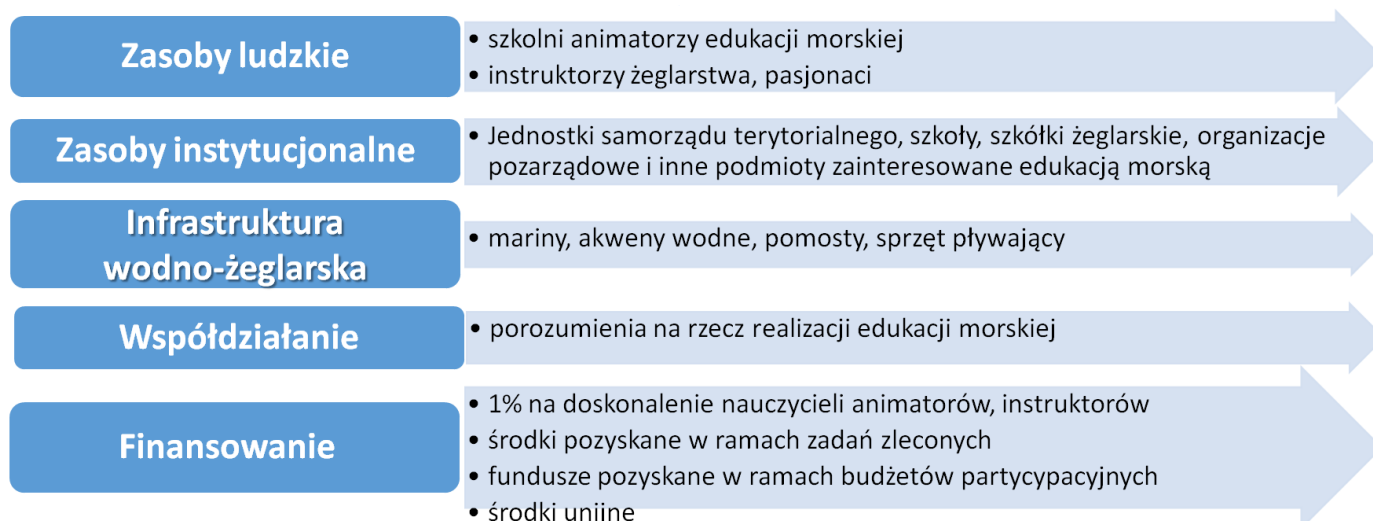 Zasoby ludzkie
• szkolni animatorzy edukacji morskiej
• instruktorzy żeglarstwa, pasjonaci
Zasoby instytucjonalne
• Jednostki samorządu terytorialnego, szkoły, szkółki żeglarskie, organizacje
pozarządowe i inne podmioty zainteresowane edukacją morską
Infrastruktura
wodno-żeglarska
• mariny, akweny wodne, pomosty, sprzęt pływający
Współdziałanie
• porozumienia na rzecz realizacji edukacji morskiej
Finansowanie
• 1% na doskonalenie nauczycieli animatorów, instruktorów
• środki pozyskane w ramach zadań zleconych
• fundusze pozyskane w ramach budżetów partycypacyjnych
• środki unijne